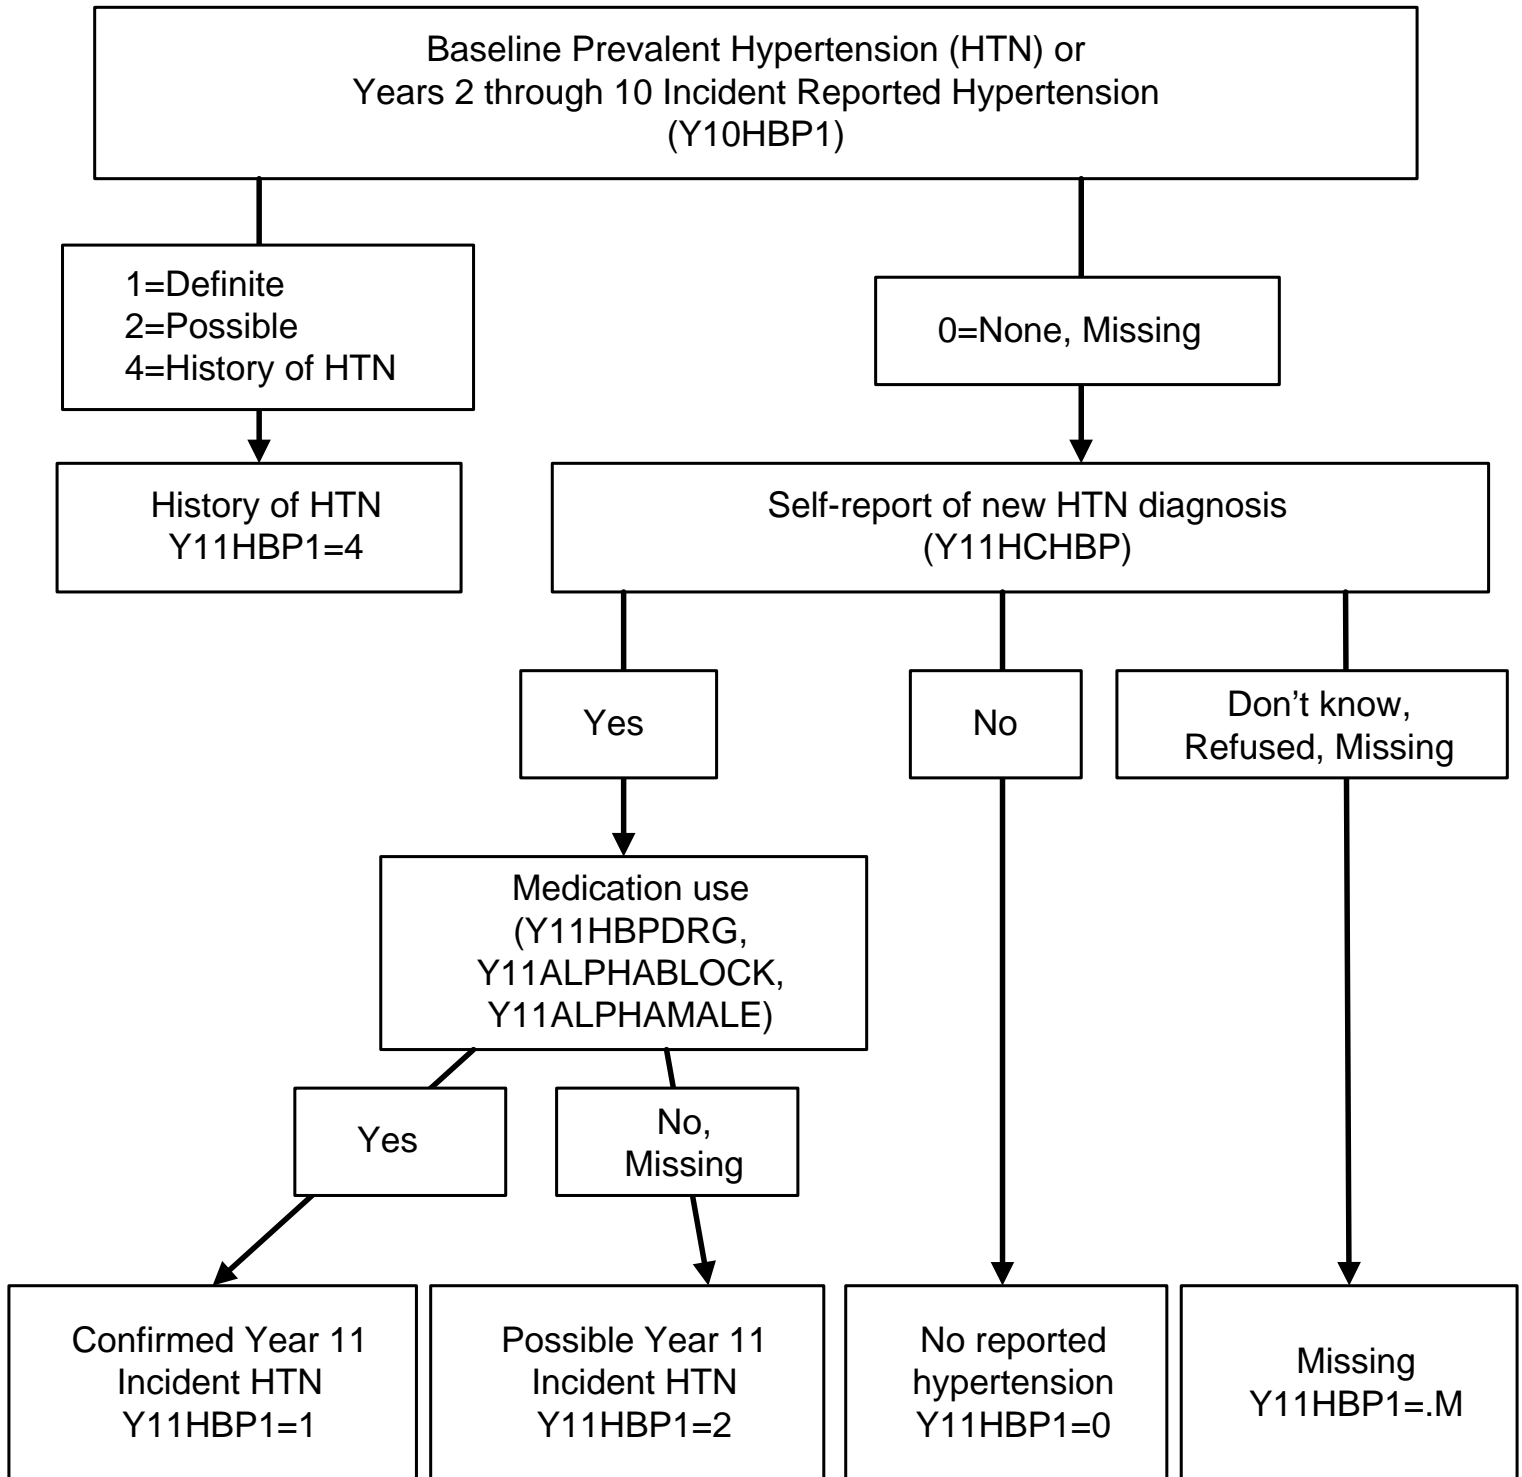 Baseline Prevalent Hypertension (HTN) or
Years 2 through 10 Incident Reported Hypertension
(Y10HBP1)
1=Definite
2=Possible
4=History of HTN
0=None, Missing
History of HTN
Y11HBP1=4
Self-report of new HTN diagnosis
(Y11HCHBP)
Yes
No
Don't know,
Refused, Missing
Medication use
(Y11HBPDRG,
Y11ALPHABLOCK,
Y11ALPHAMALE)
Yes
No,
Missing
Confirmed Year 11
Incident HTN
Y11HBP1=1
Possible Year 11
Incident HTN
Y11HBP1=2
No reported
hypertension
Y11HBP1=0
Missing
Y11HBP1=.M